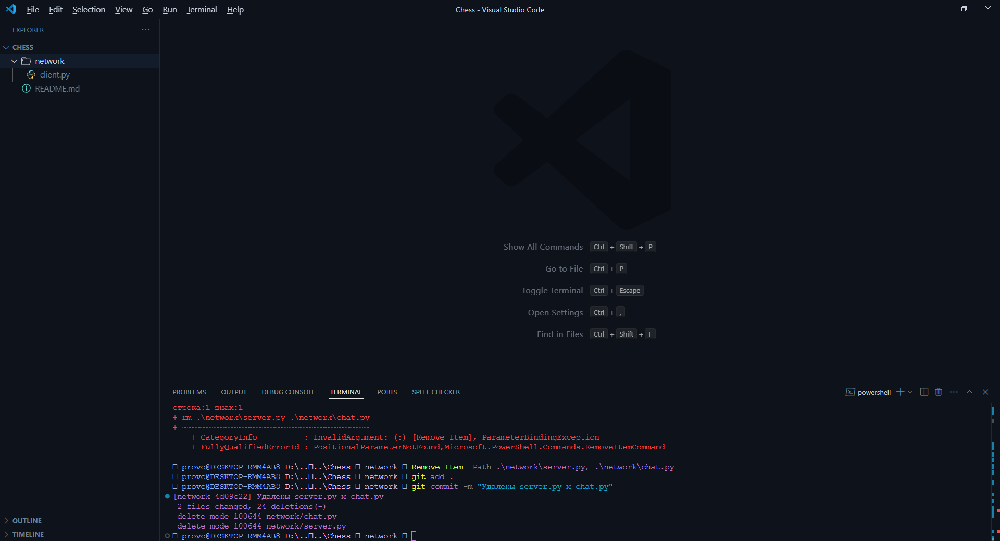 File Edit Selection View Go Run Terminal Help
Chess - Visual Studio Code
EXPLORER
CHESS
network
client.py
README.md
OUTLINE
TIMELINE
Show All Commands Ctrl + Shift + P
Go to File Ctrl + P
Toggle Terminal Ctrl + Escape
Open Settings Ctrl + ,
Find in Files Ctrl + Shift + F
PROBLEMS OUTPUT DEBUG CONSOLE TERMINAL PORTS SPELL CHECKER
powershell
строка:1 знак:1
+ rm .\network\server.py .\network\chat.py
+ ~~~~~~~~~~~~~~~~~~~~~~~~~~~~~~~~~~~~~~~~
+ CategoryInfo : InvalidArgument: (:) [Remove-Item], ParameterBindingException
+ FullyQualifiedErrorId : PositionalParameterNotFound,Microsoft.PowerShell.Commands.RemoveItemCommand
□ provc@DESKTOP-RMM4AB8 D:\..□..\Chess □ network □ Remove-Item -Path .\network\server.py, .\network\chat.py
□ provc@DESKTOP-RMM4AB8 D:\..□..\Chess □ network □ git add .
□ provc@DESKTOP-RMM4AB8 D:\..□..\Chess □ network □ git commit -m "Удалены server.py и chat.py"
[network 4d09c22] Удалены server.py и chat.py
2 files changed, 24 deletions(-)
delete mode 100644 network/chat.py
delete mode 100644 network/server.py
□ provc@DESKTOP-RMM4AB8 D:\..□..\Chess □ network □